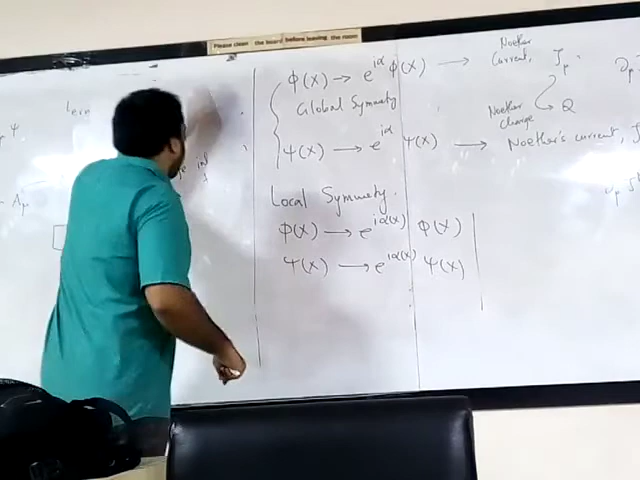 Please clean the board before leaving the room.
Φ(x) → e^{iα} Φ(x) → Noether Current, J_μ
Global Symmetry
Noether charge Q
Ψ(x) → e^{iα} Ψ(x) → Noether's current, J
Local Symmetry.
Φ(x) → e^{iα(x)} Φ(x)
Ψ(x) → e^{iα(x)} Ψ(x)
A_μ